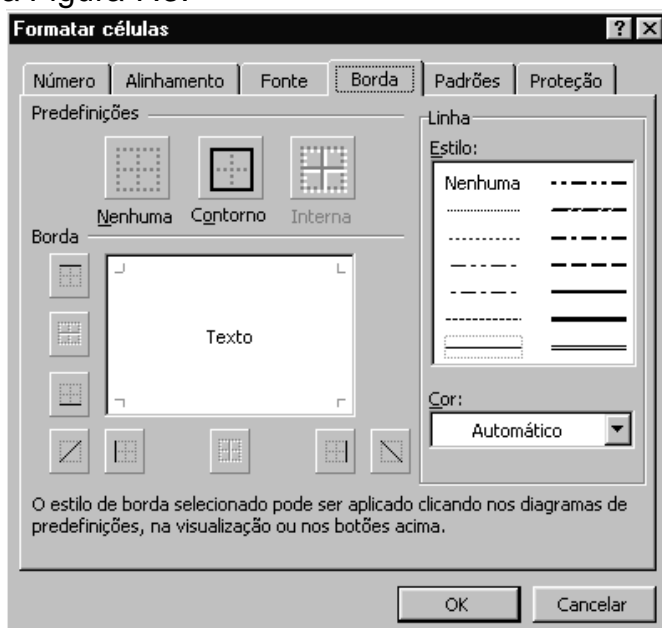 Formatar células
Número Alinhamento Fonte Borda Padrões Proteção
Predefinições
Nenhuma Contorno Interna
Borda
Texto
Linha
Estilo:
Nenhuma
Cor:
Automático
O estilo de borda selecionado pode ser aplicado clicando nos diagramas de
predefinições, na visualização ou nos botões acima.
OK Cancelar